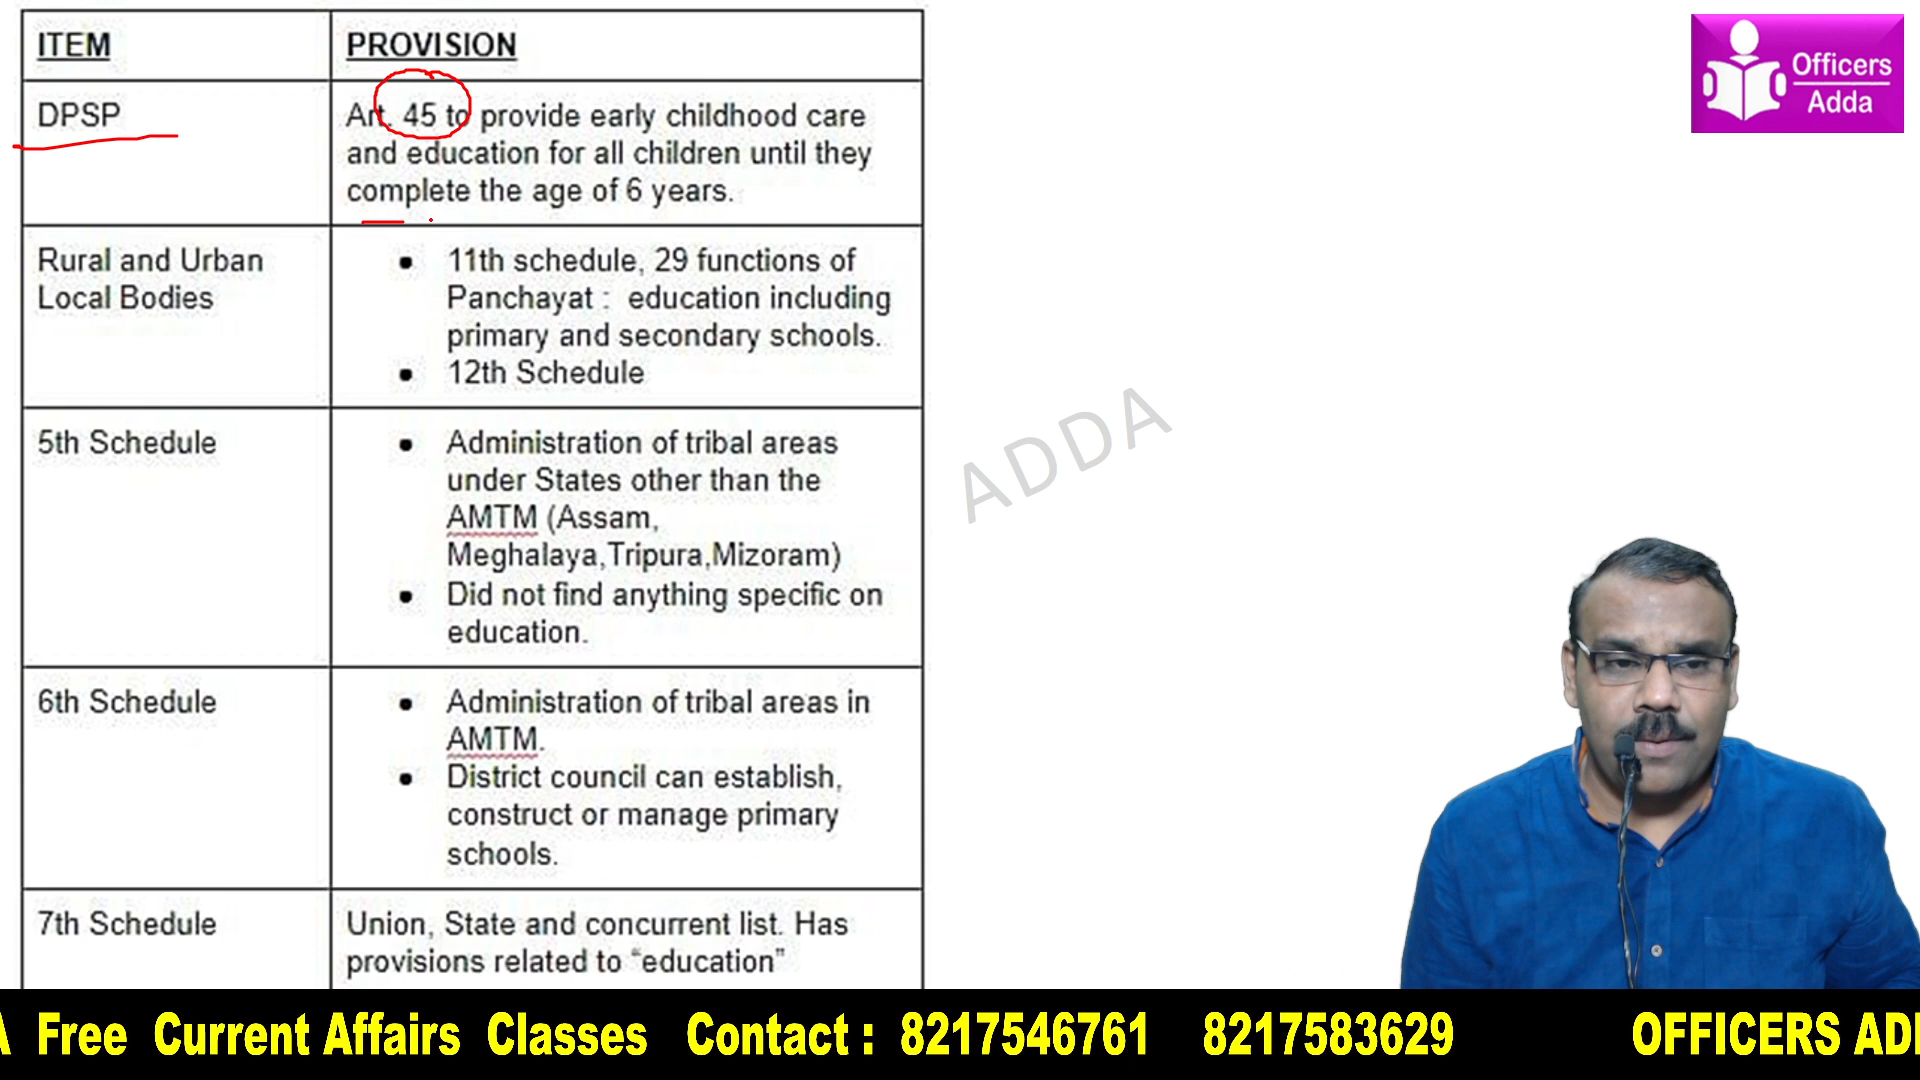 ITEM
PROVISION
DPSP
Art. 45 to provide early childhood care
and education for all children until they
complete the age of 6 years.
Rural and Urban
Local Bodies
• 11th schedule, 29 functions of
Panchayat : education including
primary and secondary schools.
• 12th Schedule
5th Schedule
• Administration of tribal areas
under States other than the
AMTM (Assam,
Meghalaya,Tripura,Mizoram)
• Did not find anything specific on
education.
6th Schedule
• Administration of tribal areas in
AMTM.
• District council can establish,
construct or manage primary
schools.
7th Schedule
Union, State and concurrent list. Has
provisions related to “education”
ADDA
Officers
Adda
A Free Current Affairs Classes Contact : 8217546761 8217583629 OFFICERS AD